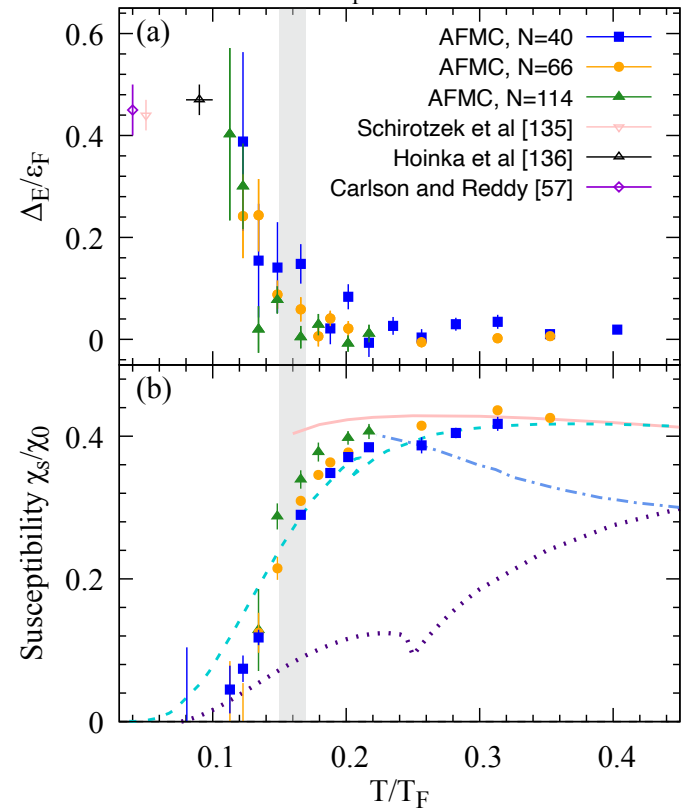 (a)
0.6
0.4
0.2
0
Δ_E/ε_F
AFMC, N=40
AFMC, N=66
AFMC, N=114
Schirotzek et al [135]
Hoinka et al [136]
Carlson and Reddy [57]
(b)
0.4
0.2
0
Susceptibility χ_s/χ_0
0.1 0.2 0.3 0.4
T/T_F